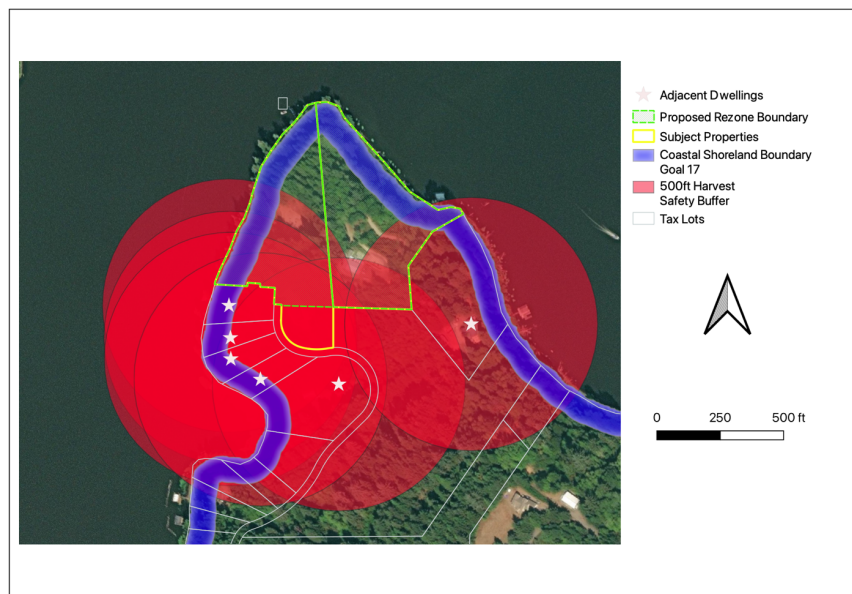 Adjacent Dwellings
Proposed Rezone Boundary
Subject Properties
Coastal Shoreland Boundary
Goal 17
500ft Harvest
Safety Buffer
Tax Lots
0 250 500 ft